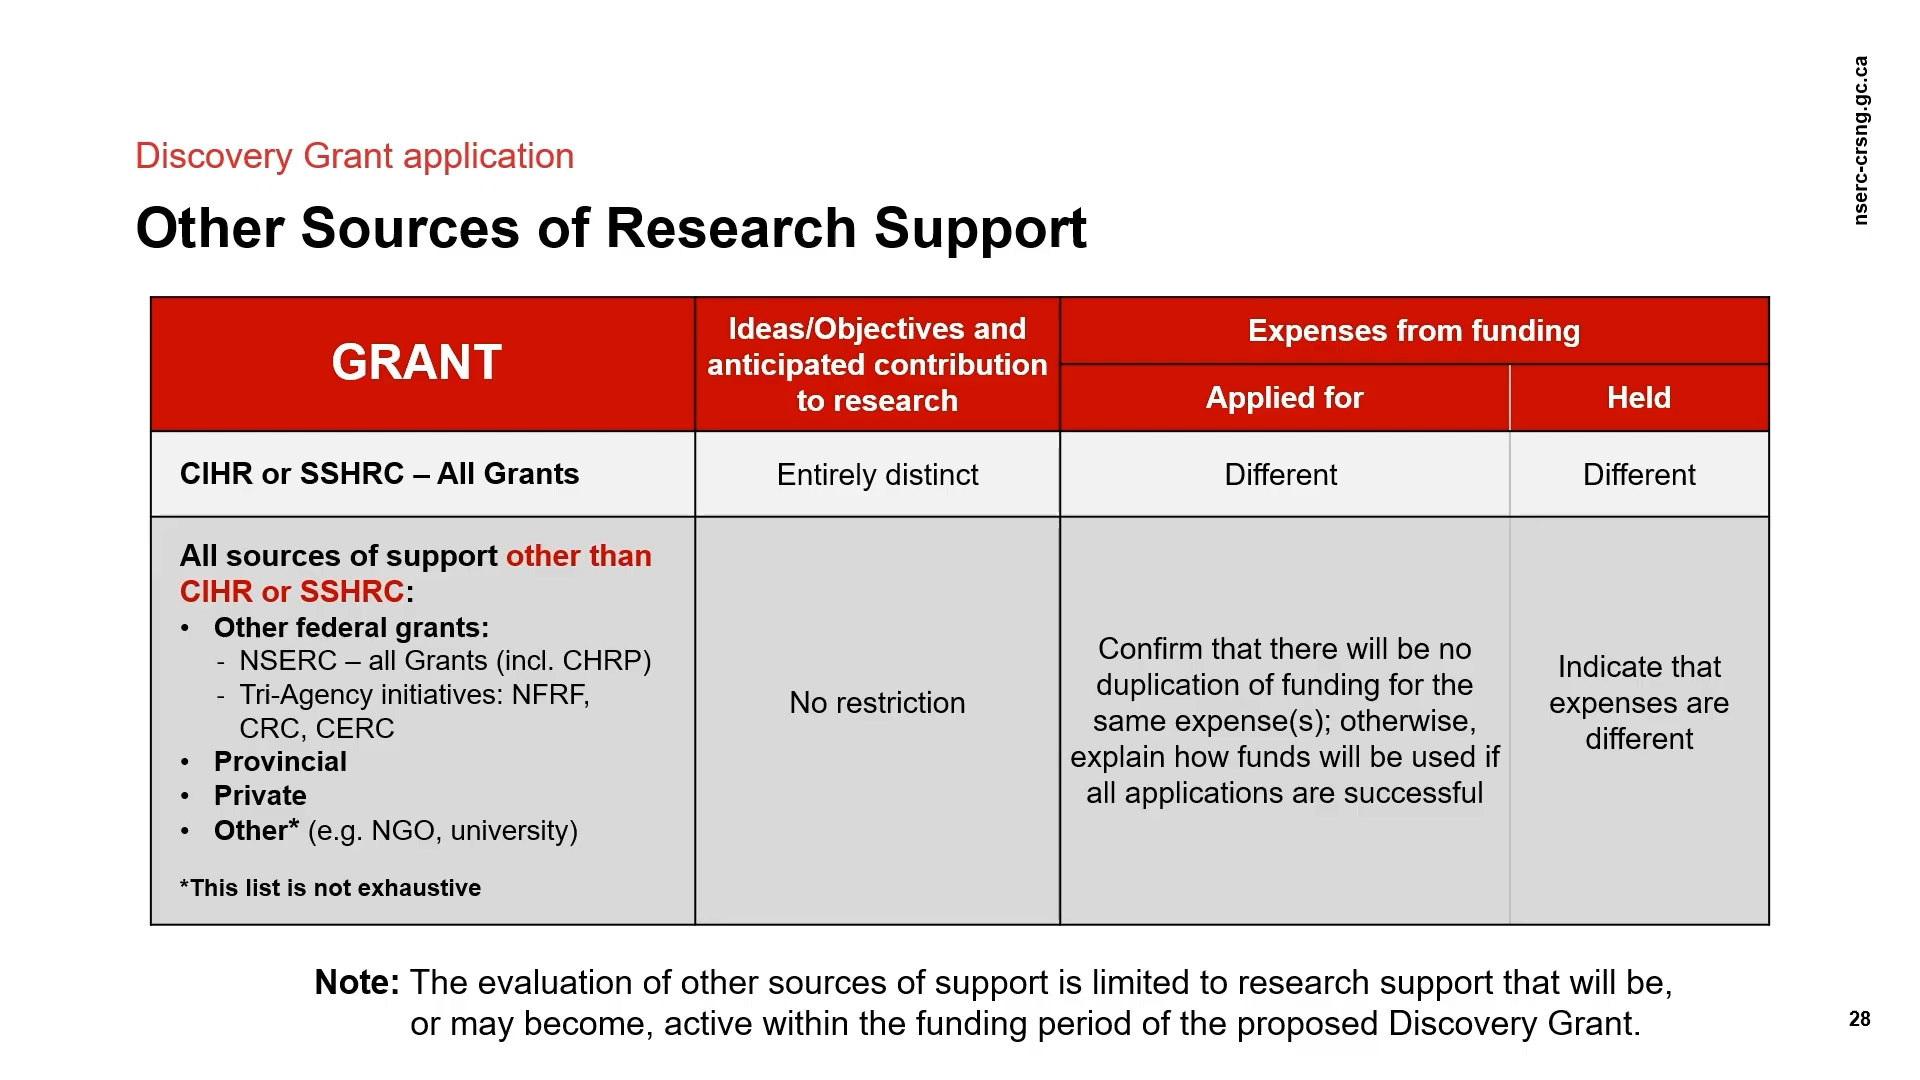 nserc-crsng.gc.ca
Discovery Grant application
Other Sources of Research Support
GRANT
Ideas/Objectives and
anticipated contribution
to research
Expenses from funding
Applied for
Held
CIHR or SSHRC – All Grants
Entirely distinct
Different
Different
All sources of support other than
CIHR or SSHRC:
• Other federal grants:
- NSERC – all Grants (incl. CHRP)
- Tri-Agency initiatives: NFRF,
CRC, CERC
• Provincial
• Private
• Other* (e.g. NGO, university)
*This list is not exhaustive
No restriction
Confirm that there will be no
duplication of funding for the
same expense(s); otherwise,
explain how funds will be used if
all applications are successful
Indicate that
expenses are
different
Note: The evaluation of other sources of support is limited to research support that will be,
or may become, active within the funding period of the proposed Discovery Grant.
28